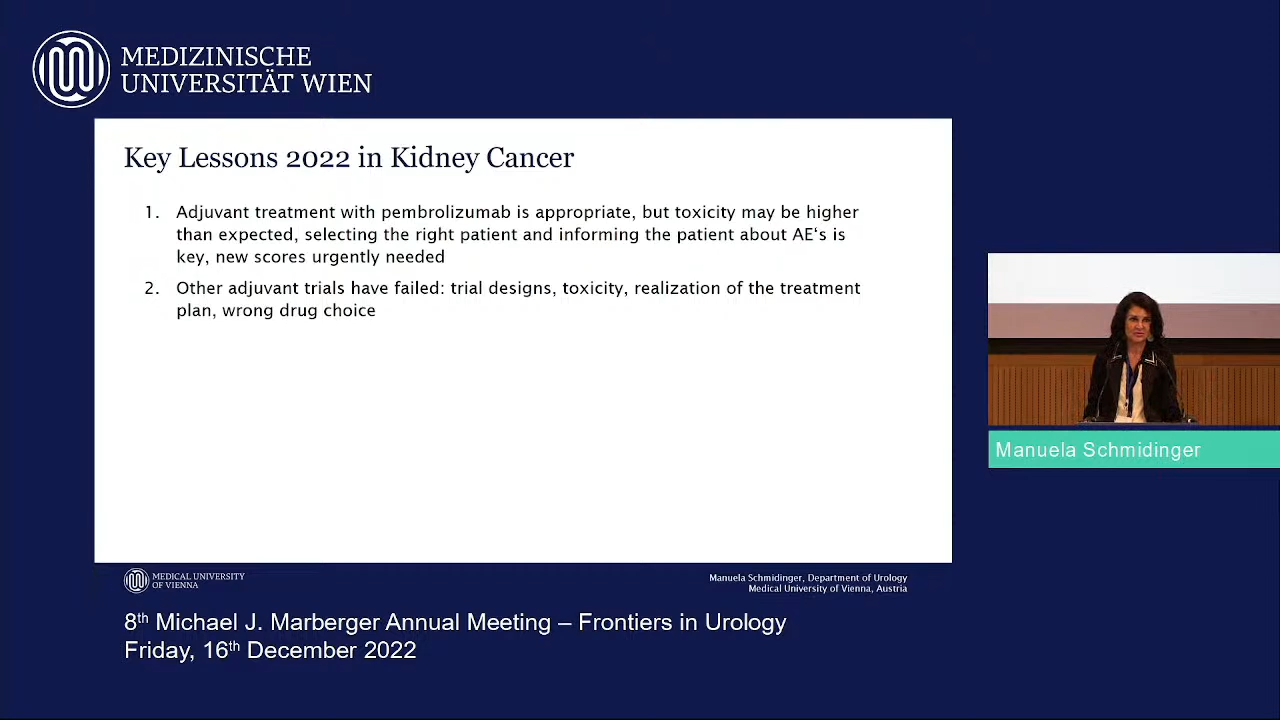 MEDIZINISCHE
UNIVERSITÄT WIEN
Key Lessons 2022 in Kidney Cancer
1. Adjuvant treatment with pembrolizumab is appropriate, but toxicity may be higher
than expected, selecting the right patient and informing the patient about AE‘s is
key, new scores urgently needed
2. Other adjuvant trials have failed: trial designs, toxicity, realization of the treatment
plan, wrong drug choice
Manuela Schmidinger
MEDICAL UNIVERSITY
OF VIENNA
Manuela Schmidinger, Department of Urology
Medical University of Vienna, Austria
8th Michael J. Marberger Annual Meeting – Frontiers in Urology
Friday, 16th December 2022